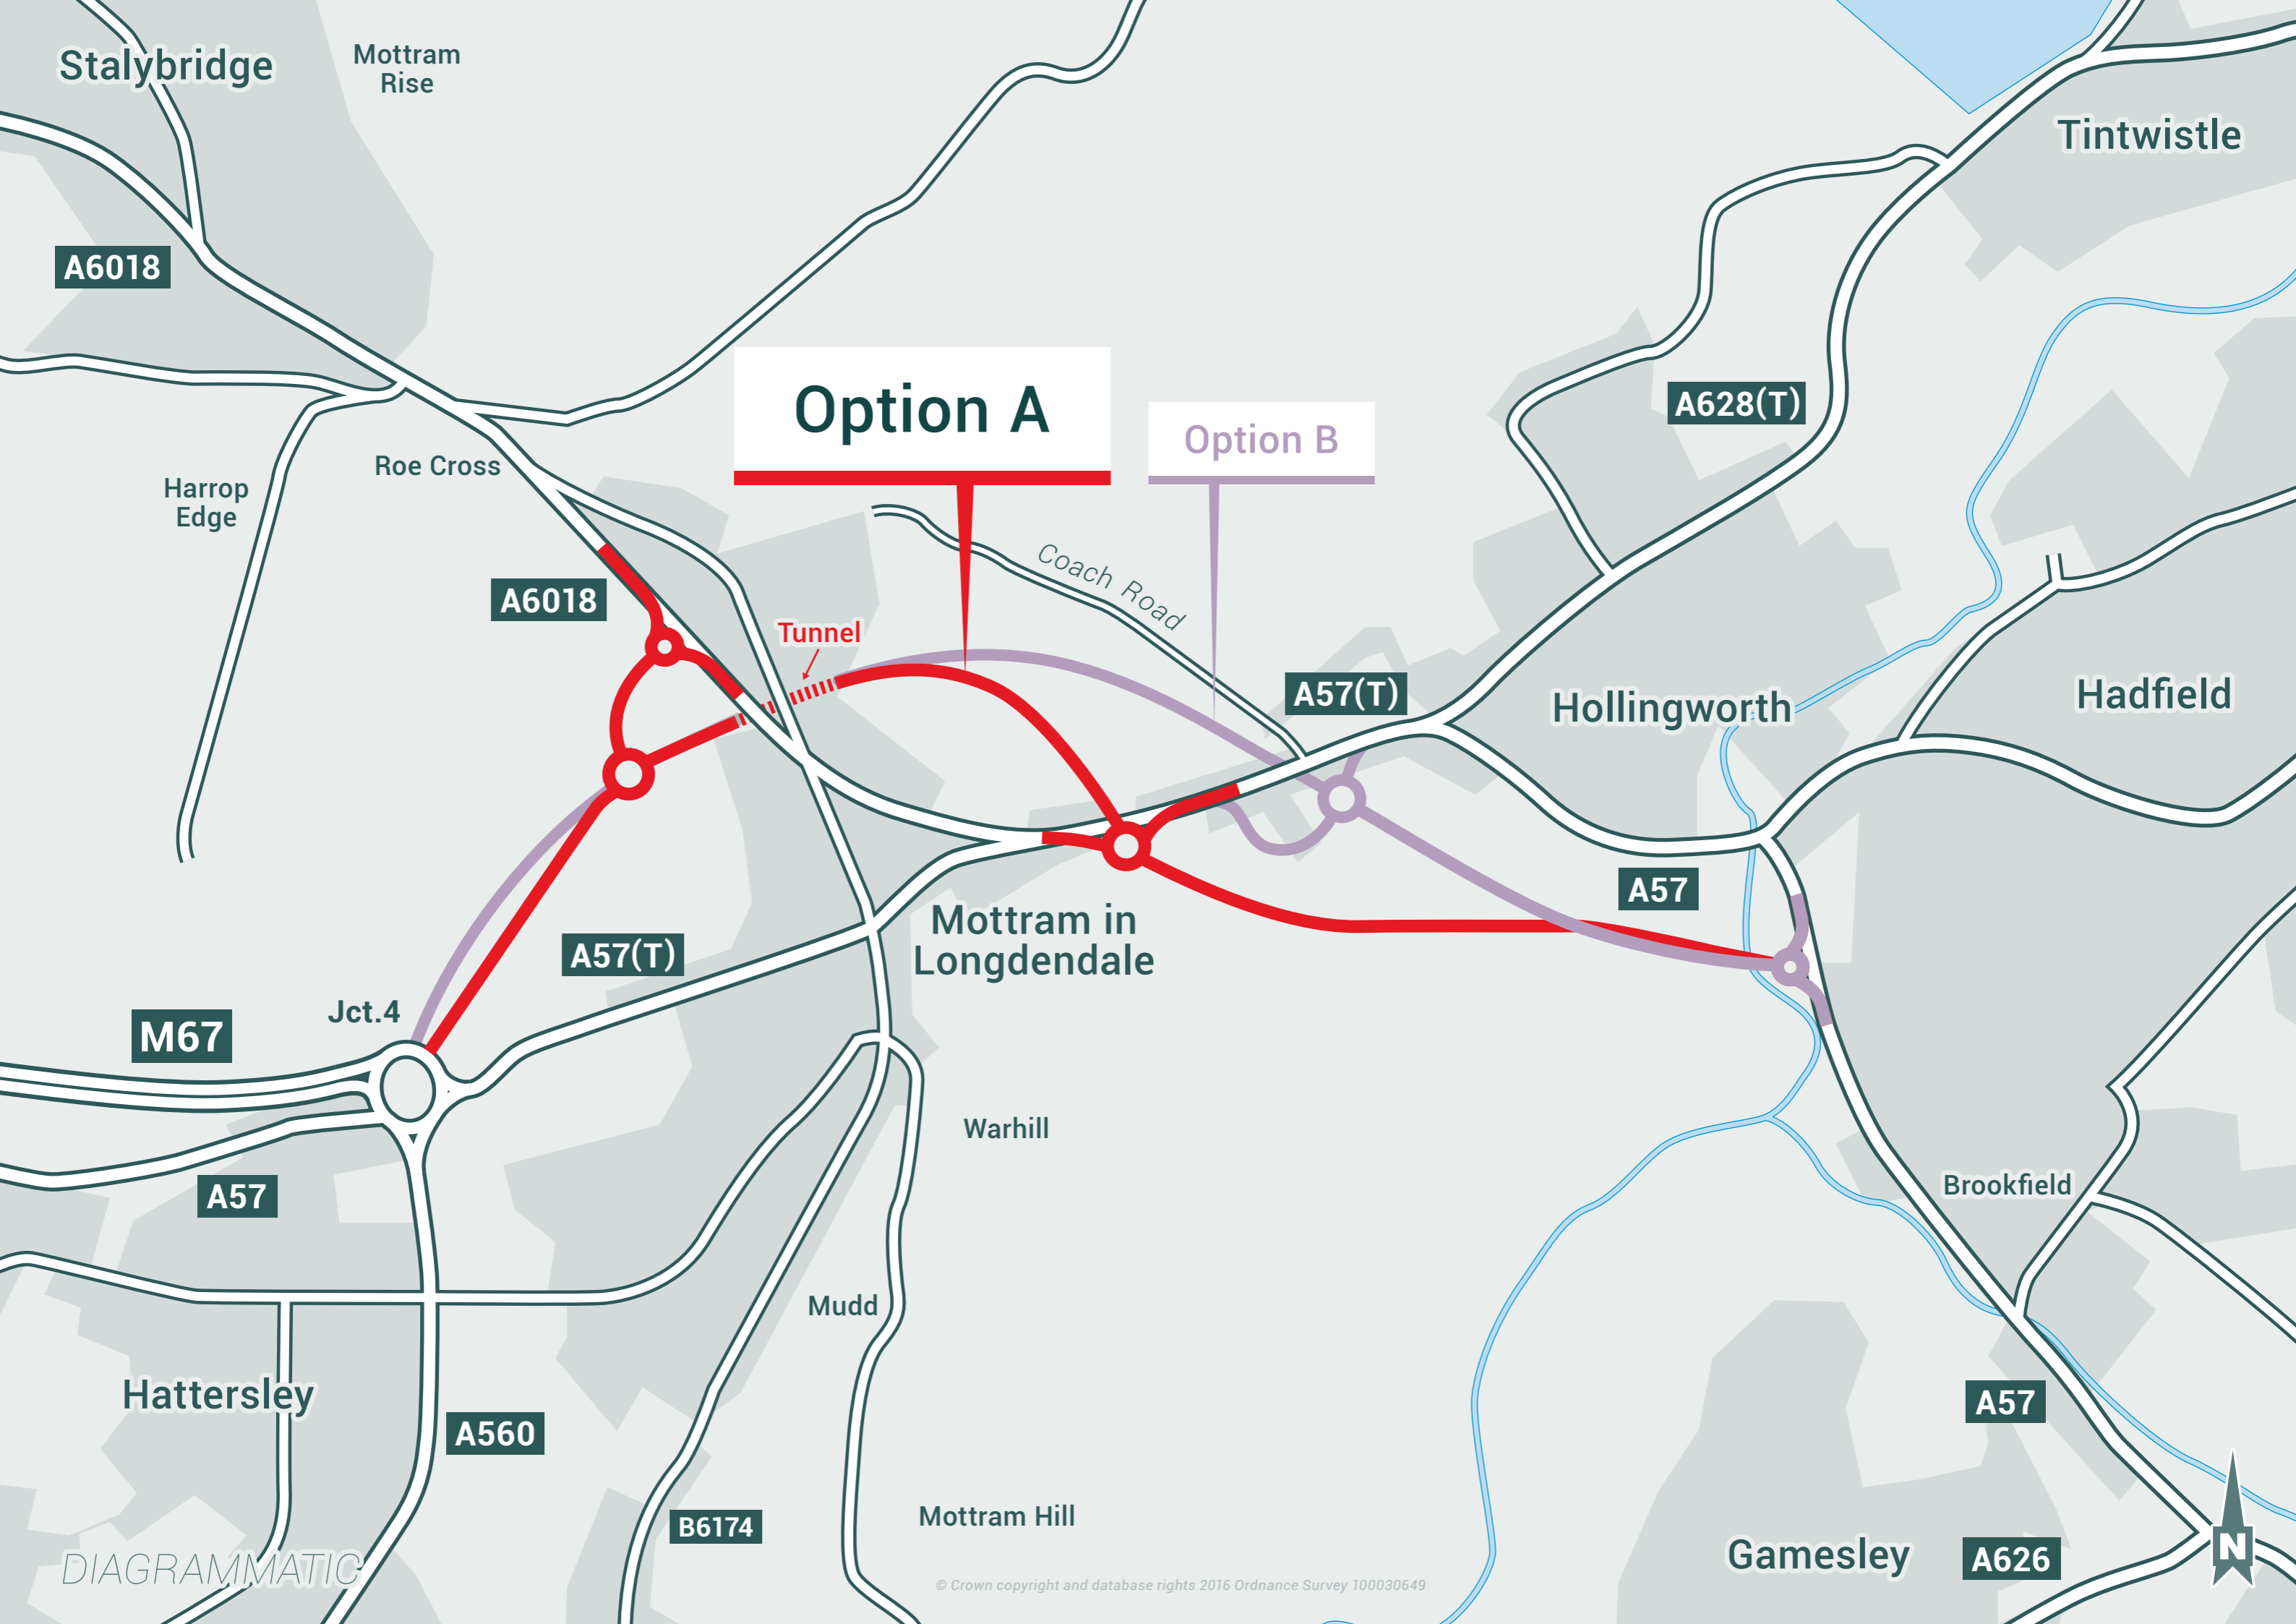 Stalybridge
Mottram
Rise
Tintwistle
A6018
A628(T)
Option A
Option B
Roe Cross
Harrop
Edge
Coach Road
A6018
Tunnel
A57(T)
Hollingworth
Hadfield
A57
Mottram in
Longdendale
A57(T)
Jct.4
M67
Warhill
A57
Brookfield
Mudd
Hattersley
A560
A57
B6174
Mottram Hill
Gamesley
A626
N
DIAGRAMMATIC
© Crown copyright and database rights 2016 Ordnance Survey 100030649